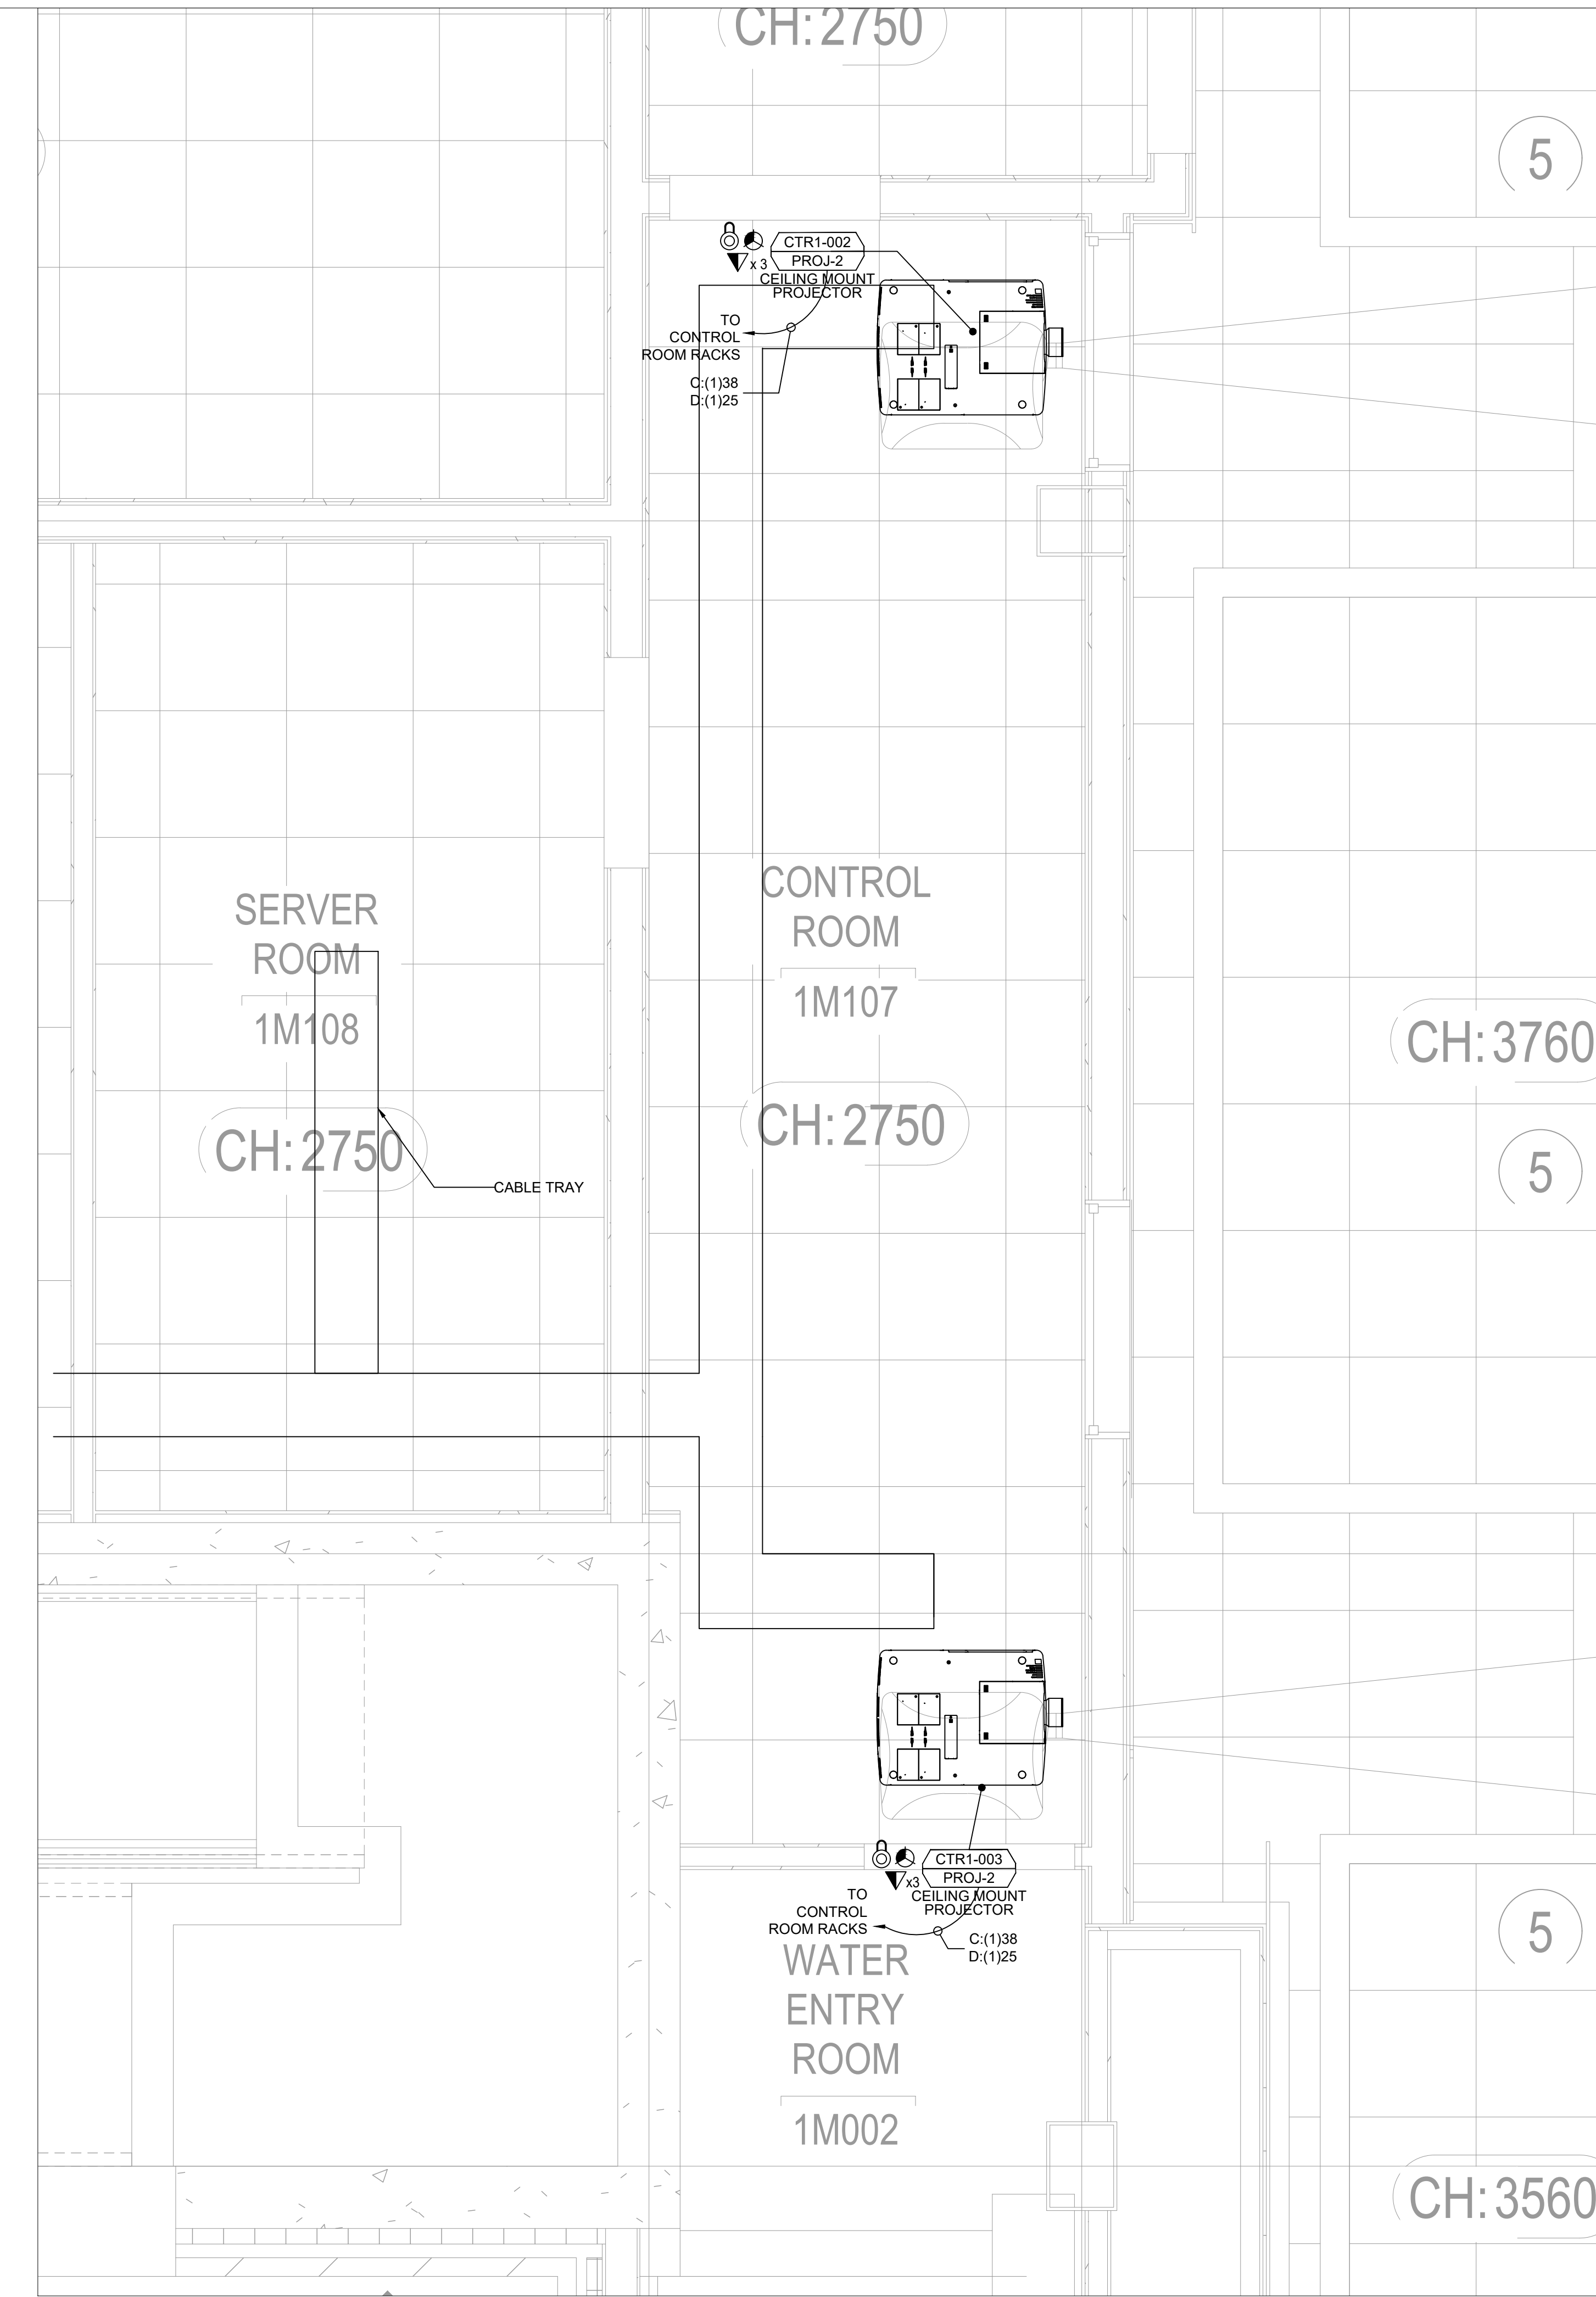 CH: 2750
5
CTR1-002
PROJ-2
x 3
CEILING MOUNT
PROJECTOR
TO
CONTROL
ROOM RACKS
C:(1)38
D:(1)25
SERVER
ROOM
1M108
CH: 2750
CABLE TRAY
CONTROL
ROOM
1M107
CH: 2750
CH: 3760
5
CTR1-003
PROJ-2
x3
CEILING MOUNT
PROJECTOR
TO
CONTROL
ROOM RACKS
C:(1)38
D:(1)25
5
WATER
ENTRY
ROOM
1M002
CH: 3560